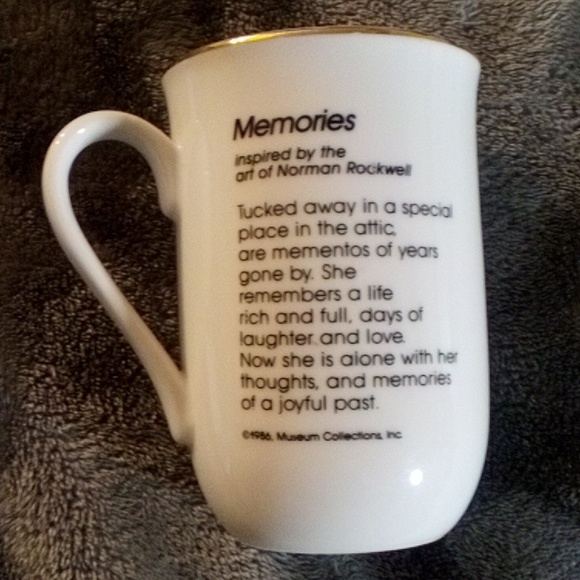 Memories
inspired by the
art of Norman Rockwell
Tucked away in a special
place in the attic,
are mementos of years
gone by. She
remembers a life
rich and full, days of
laughter and love.
Now she is alone with her
thoughts, and memories
of a joyful past.
©1986, Museum Collections, Inc